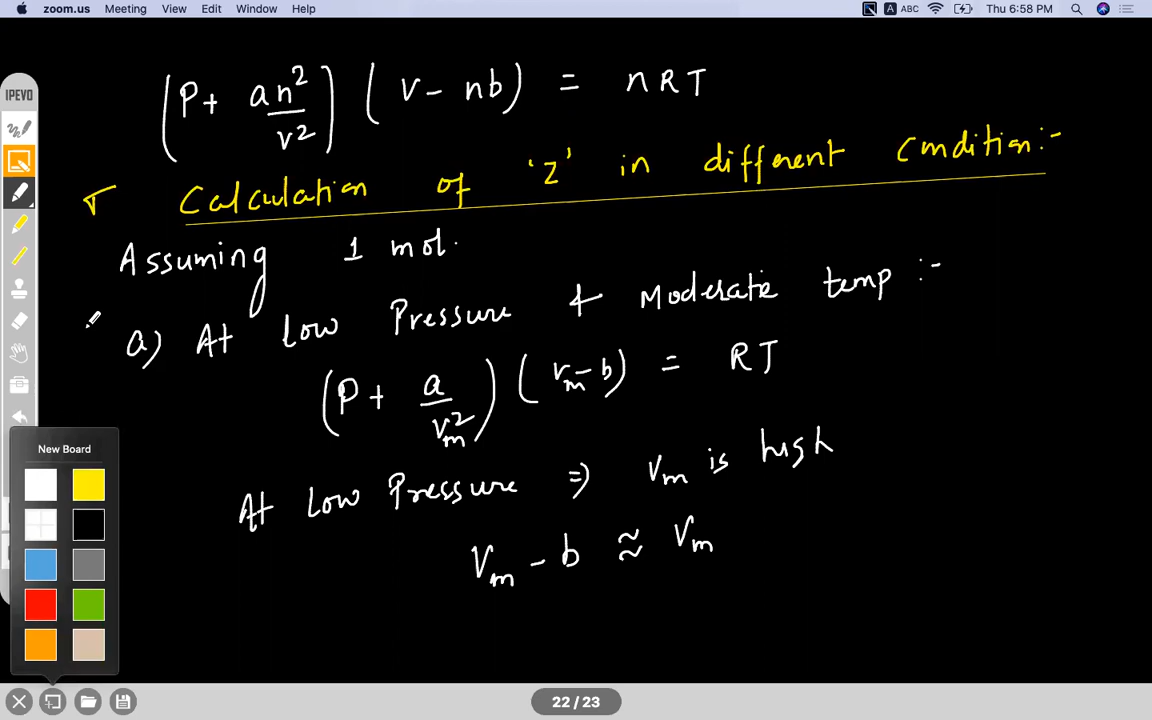 zoom.us Meeting View Edit Window Help A ABC Thu 6:58 PM
IPEVO
(P + an²/v²) (v - nb) = nRT
Calculation of 'z' in different condition:-
Assuming 1 mol.
a) At low Pressure & Moderate temp:-
(P + a/Vm²) (Vm - b) = RT
At low Pressure ⇒ Vm is high
Vm - b ≈ Vm
New Board
22 / 23